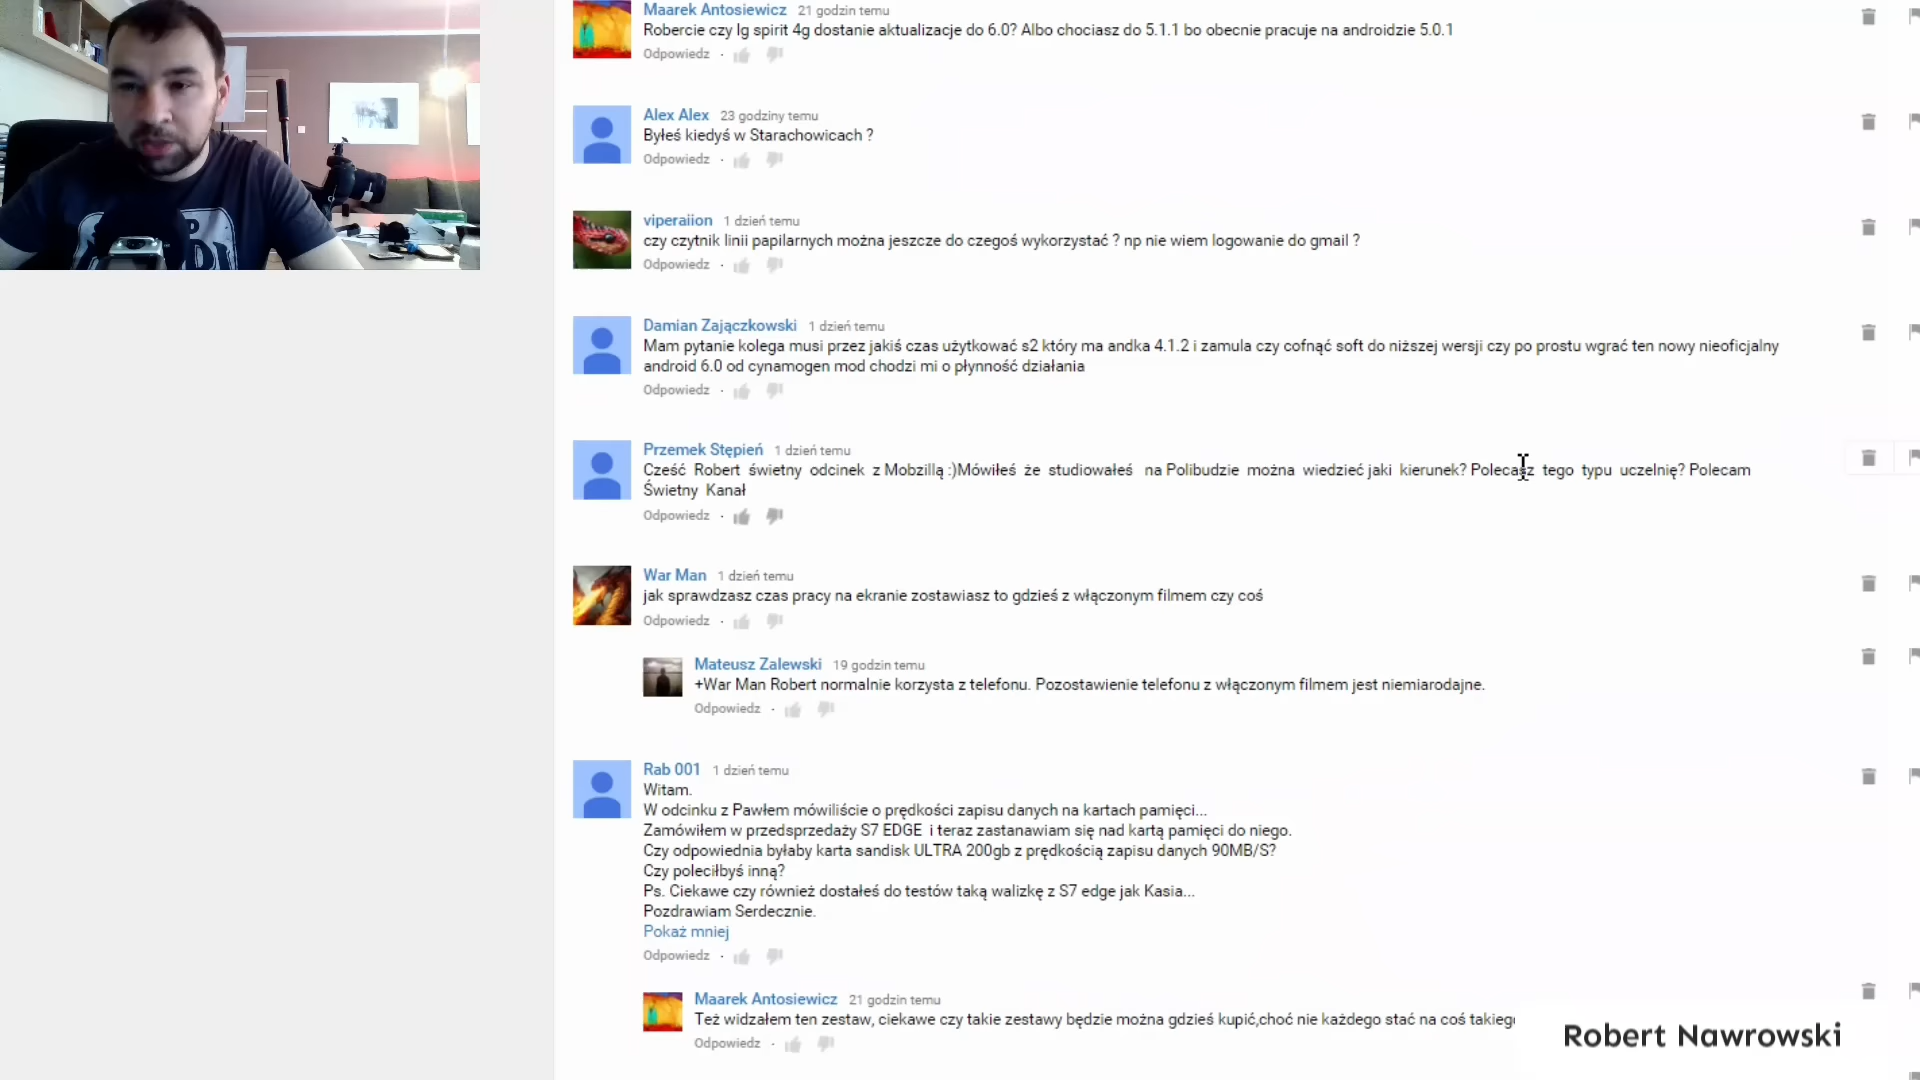 Maarek Antosiewicz 21 godzin temu
Robercie czy lg spirit 4g dostanie aktualizacje do 6.0? Albo chociasz do 5.1.1 bo obecnie pracuje na androidzie 5.0.1
Odpowiedz ·
Alex Alex 23 godziny temu
Byłeś kiedyś w Starachowicach ?
Odpowiedz ·
viperaiion 1 dzień temu
czy czytnik linii papilarnych można jeszcze do czegoś wykorzystać ? np nie wiem logowanie do gmail ?
Odpowiedz ·
Damian Zajączkowski 1 dzień temu
Mam pytanie kolega musi przez jakiś czas użytkować s2 który ma andka 4.1.2 i zamula czy cofnąć soft do niższej wersji czy po prostu wgrać ten nowy nieoficjalny
android 6.0 od cynamogen mod chodzi mi o płynność działania
Odpowiedz ·
Przemek Stępień 1 dzień temu
Cześć Robert świetny odcinek z Mobzillą :)Mówiłeś że studiowałeś na Polibudzie można wiedzieć jaki kierunek? Polecasz tego typu uczelnię? Polecam
Świetny Kanał
Odpowiedz ·
War Man 1 dzień temu
jak sprawdzasz czas pracy na ekranie zostawiasz to gdzieś z włączonym filmem czy coś
Odpowiedz ·
Mateusz Zalewski 19 godzin temu
+War Man Robert normalnie korzysta z telefonu. Pozostawienie telefonu z włączonym filmem jest niemiarodajne.
Odpowiedz ·
Rab 001 1 dzień temu
Witam.
W odcinku z Pawłem mówiliście o prędkości zapisu danych na kartach pamięci...
Zamówiłem w przedsprzedaży S7 EDGE i teraz zastanawiam się nad kartą pamięci do niego.
Czy odpowiednia byłaby karta sandisk ULTRA 200gb z prędkością zapisu danych 90MB/S?
Czy poleciłbyś inną?
Ps. Ciekawe czy również dostałeś do testów taką walizkę z S7 edge jak Kasia...
Pozdrawiam Serdecznie.
Pokaż mniej
Odpowiedz ·
Maarek Antosiewicz 21 godzin temu
Też widzałem ten zestaw, ciekawe czy takie zestawy będzie można gdzieś kupić,choć nie każdego stać na coś takieg
Odpowiedz ·
Robert Nawrowski